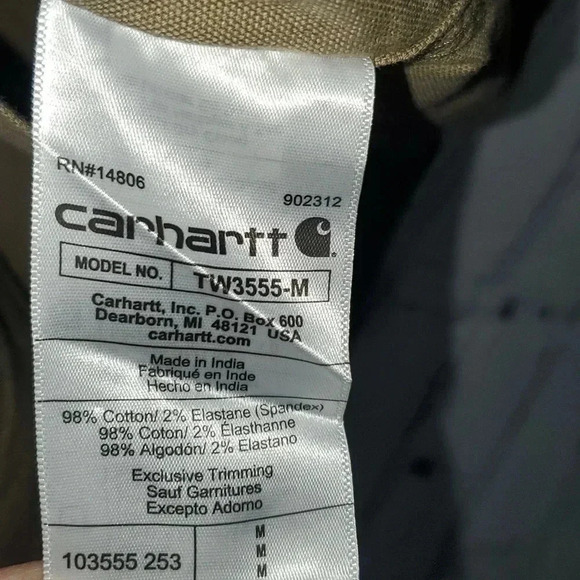 RN#14806
902312
carhartt
MODEL NO. TW3555-M
Carhartt, Inc. P.O. Box 600
Dearborn, MI 48121 USA
carhartt.com
Made in India
Fabriqué en Inde
Hecho en India
98% Cotton/ 2% Elastane (Spandex)
98% Coton/ 2% Élasthanne
98% Algodón/ 2% Elastano
Exclusive Trimming
Sauf Garnitures
Excepto Adorno
M
M
103555 253 M